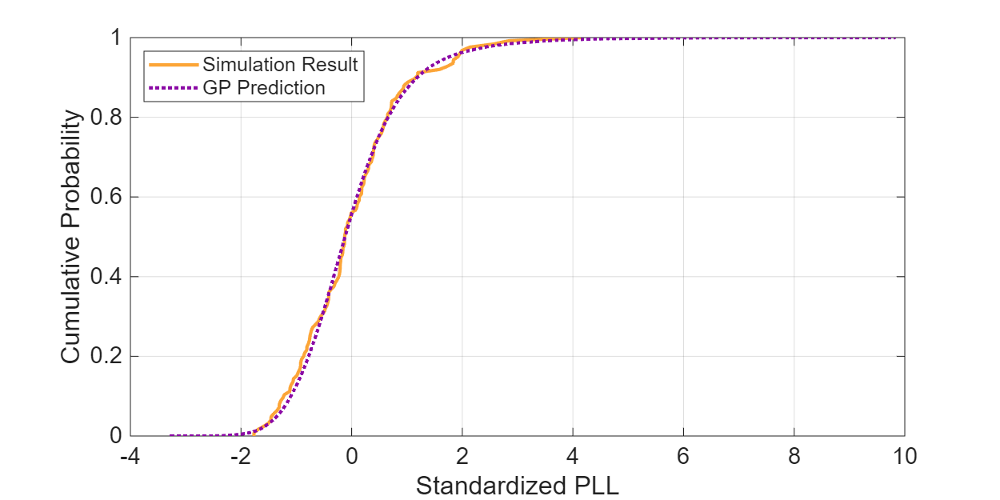 1
0.8
0.6
0.4
0.2
0
Cumulative Probability
Simulation Result
GP Prediction
-4 -2 0 2 4 6 8 10
Standardized PLL